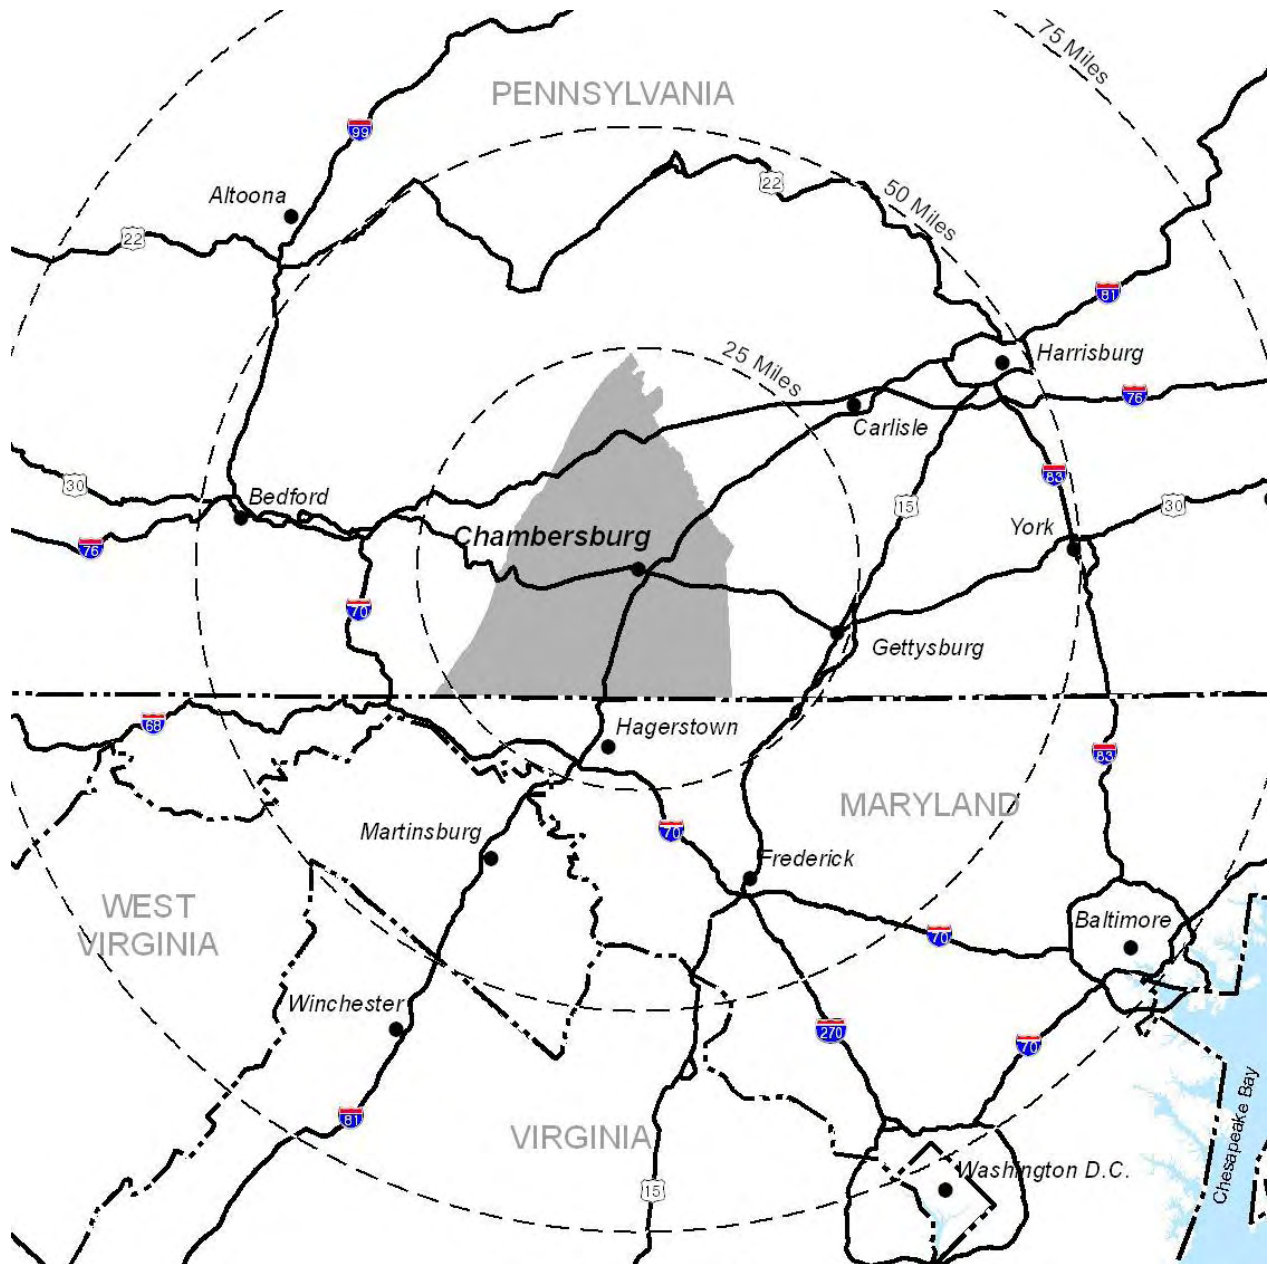 75 Miles
PENNSYLVANIA
99
22
Altoona
50 Miles
22
81
25 Miles
Harrisburg
76
Carlisle
83
30
Bedford
15
30
Chambersburg
York
76
70
Gettysburg
68
Hagerstown
83
MARYLAND
Martinsburg
70
Frederick
WEST
VIRGINIA
Baltimore
70
Winchester
270
70
Chesapeake Bay
81
VIRGINIA
Washington D.C.
15